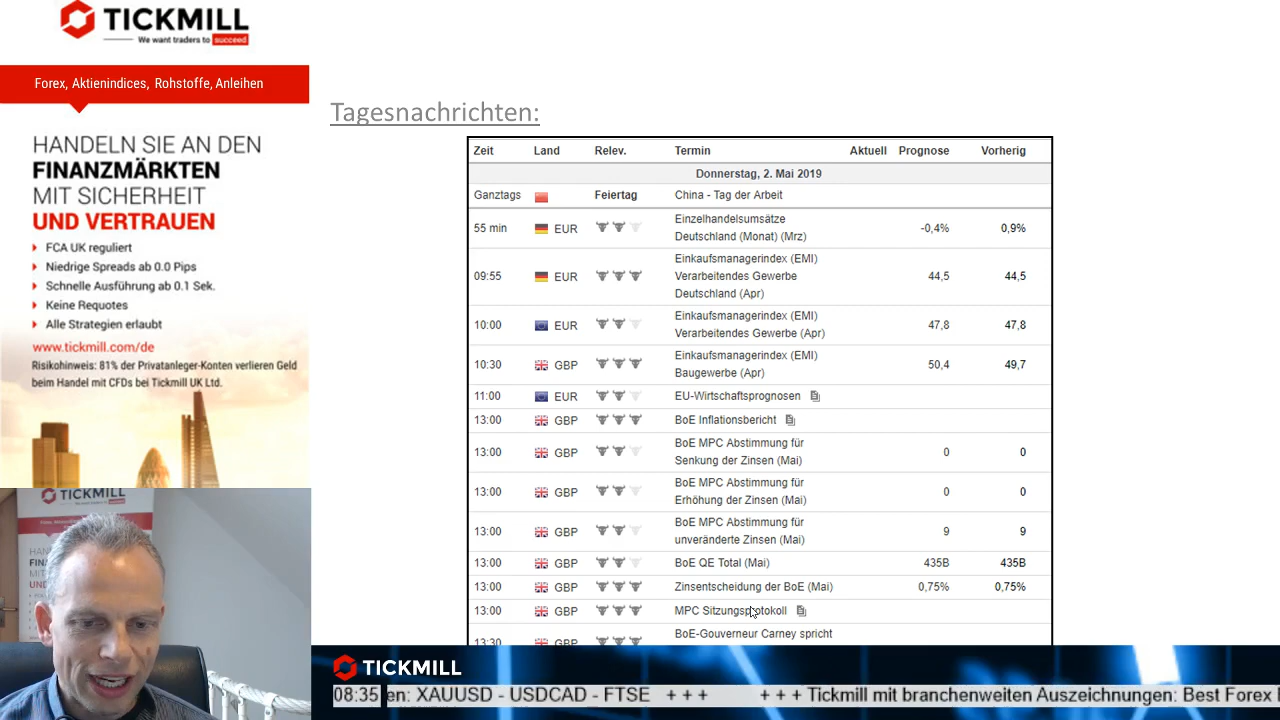 TICKMILL
We want traders to succeed
Forex, Aktienindices, Rohstoffe, Anleihen
HANDELN SIE AN DEN
FINANZMÄRKTEN
MIT SICHERHEIT
UND VERTRAUEN
FCA UK reguliert
Niedrige Spreads ab 0.0 Pips
Schnelle Ausführung ab 0.1 Sek.
Keine Requotes
Alle Strategien erlaubt
www.tickmill.com/de
Risikohinweis: 81% der Privatanleger-Konten verlieren Geld
beim Handel mit CFDs bei Tickmill UK Ltd.
Tagesnachrichten:
Zeit Land Relev. Termin Aktuell Prognose Vorherig
Donnerstag, 2. Mai 2019
Ganztags Feiertag China - Tag der Arbeit
Einzelhandelsumsätze
55 min EUR Deutschland (Monat) (Mrz) -0,4% 0,9%
Einkaufsmanagerindex (EMI)
09:55 EUR Verarbeitendes Gewerbe 44,5 44,5
Deutschland (Apr)
Einkaufsmanagerindex (EMI)
10:00 EUR Verarbeitendes Gewerbe (Apr) 47,8 47,8
Einkaufsmanagerindex (EMI)
10:30 GBP Baugewerbe (Apr) 50,4 49,7
11:00 EUR EU-Wirtschaftsprognosen
13:00 GBP BoE Inflationsbericht
BoE MPC Abstimmung für
13:00 GBP Senkung der Zinsen (Mai) 0 0
BoE MPC Abstimmung für
13:00 GBP Erhöhung der Zinsen (Mai) 0 0
BoE MPC Abstimmung für
13:00 GBP unveränderte Zinsen (Mai) 9 9
13:00 GBP BoE QE Total (Mai) 435B 435B
13:00 GBP Zinsentscheidung der BoE (Mai) 0,75% 0,75%
13:00 GBP MPC Sitzungsprotokoll
13:30 GBP BoE-Gouverneur Carney spricht
TICKMILL
Forex,
TICKMILL
08:35 en: XAUUSD - USDCAD - FTSE + + + + + + Tickmill mit branchenweiten Auszeichnungen: Best Forex